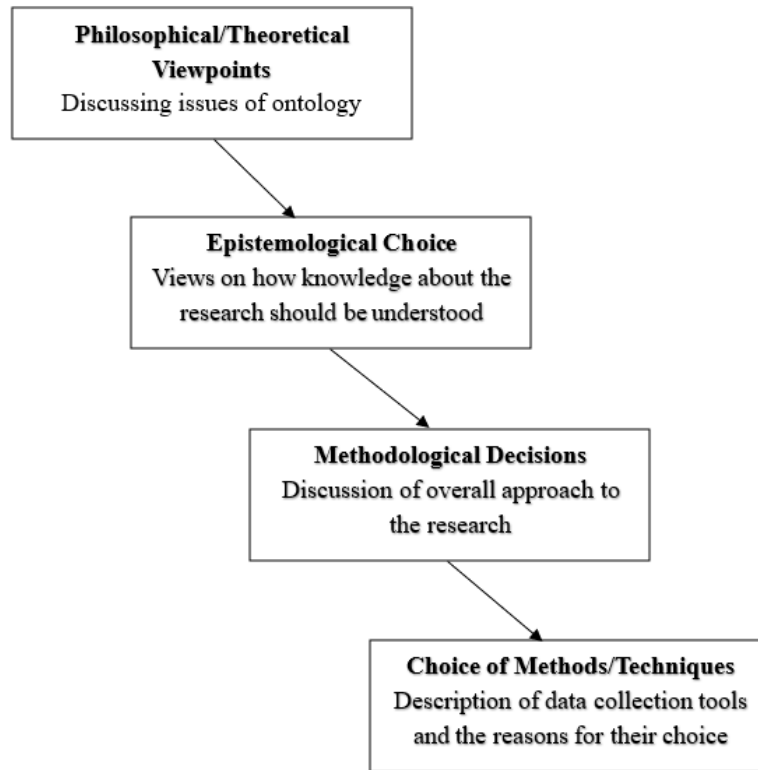 Philosophical/Theoretical
Viewpoints
Discussing issues of ontology
Epistemological Choice
Views on how knowledge about the
research should be understood
Methodological Decisions
Discussion of overall approach to
the research
Choice of Methods/Techniques
Description of data collection tools
and the reasons for their choice